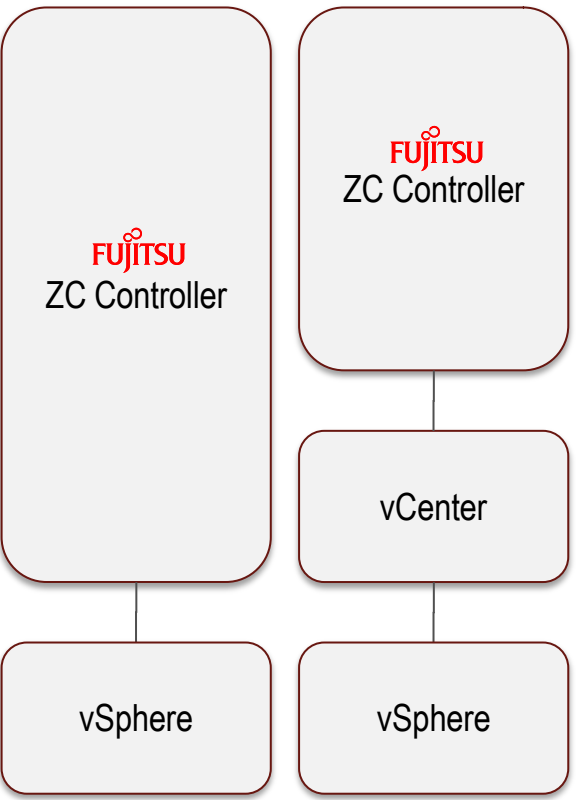 FUJITSU
ZC Controller
vSphere
FUJITSU
ZC Controller
vCenter
vSphere